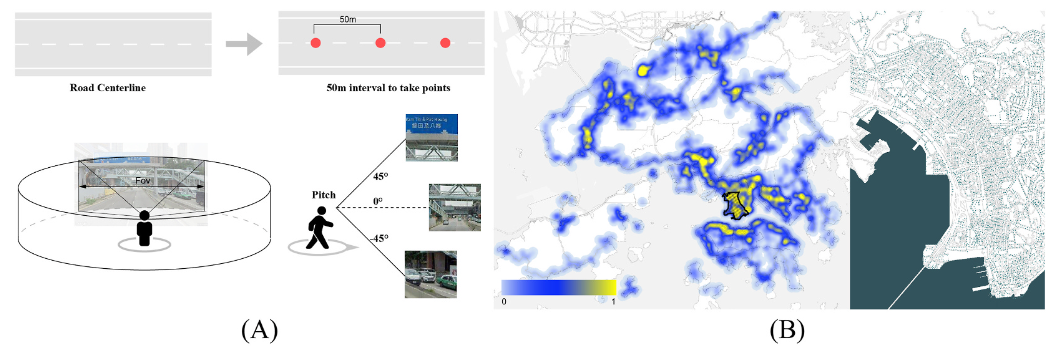 50m
Road Centerline
50m interval to take points
Fov
Pitch
45°
0°
-45°
0
1
(A)
(B)